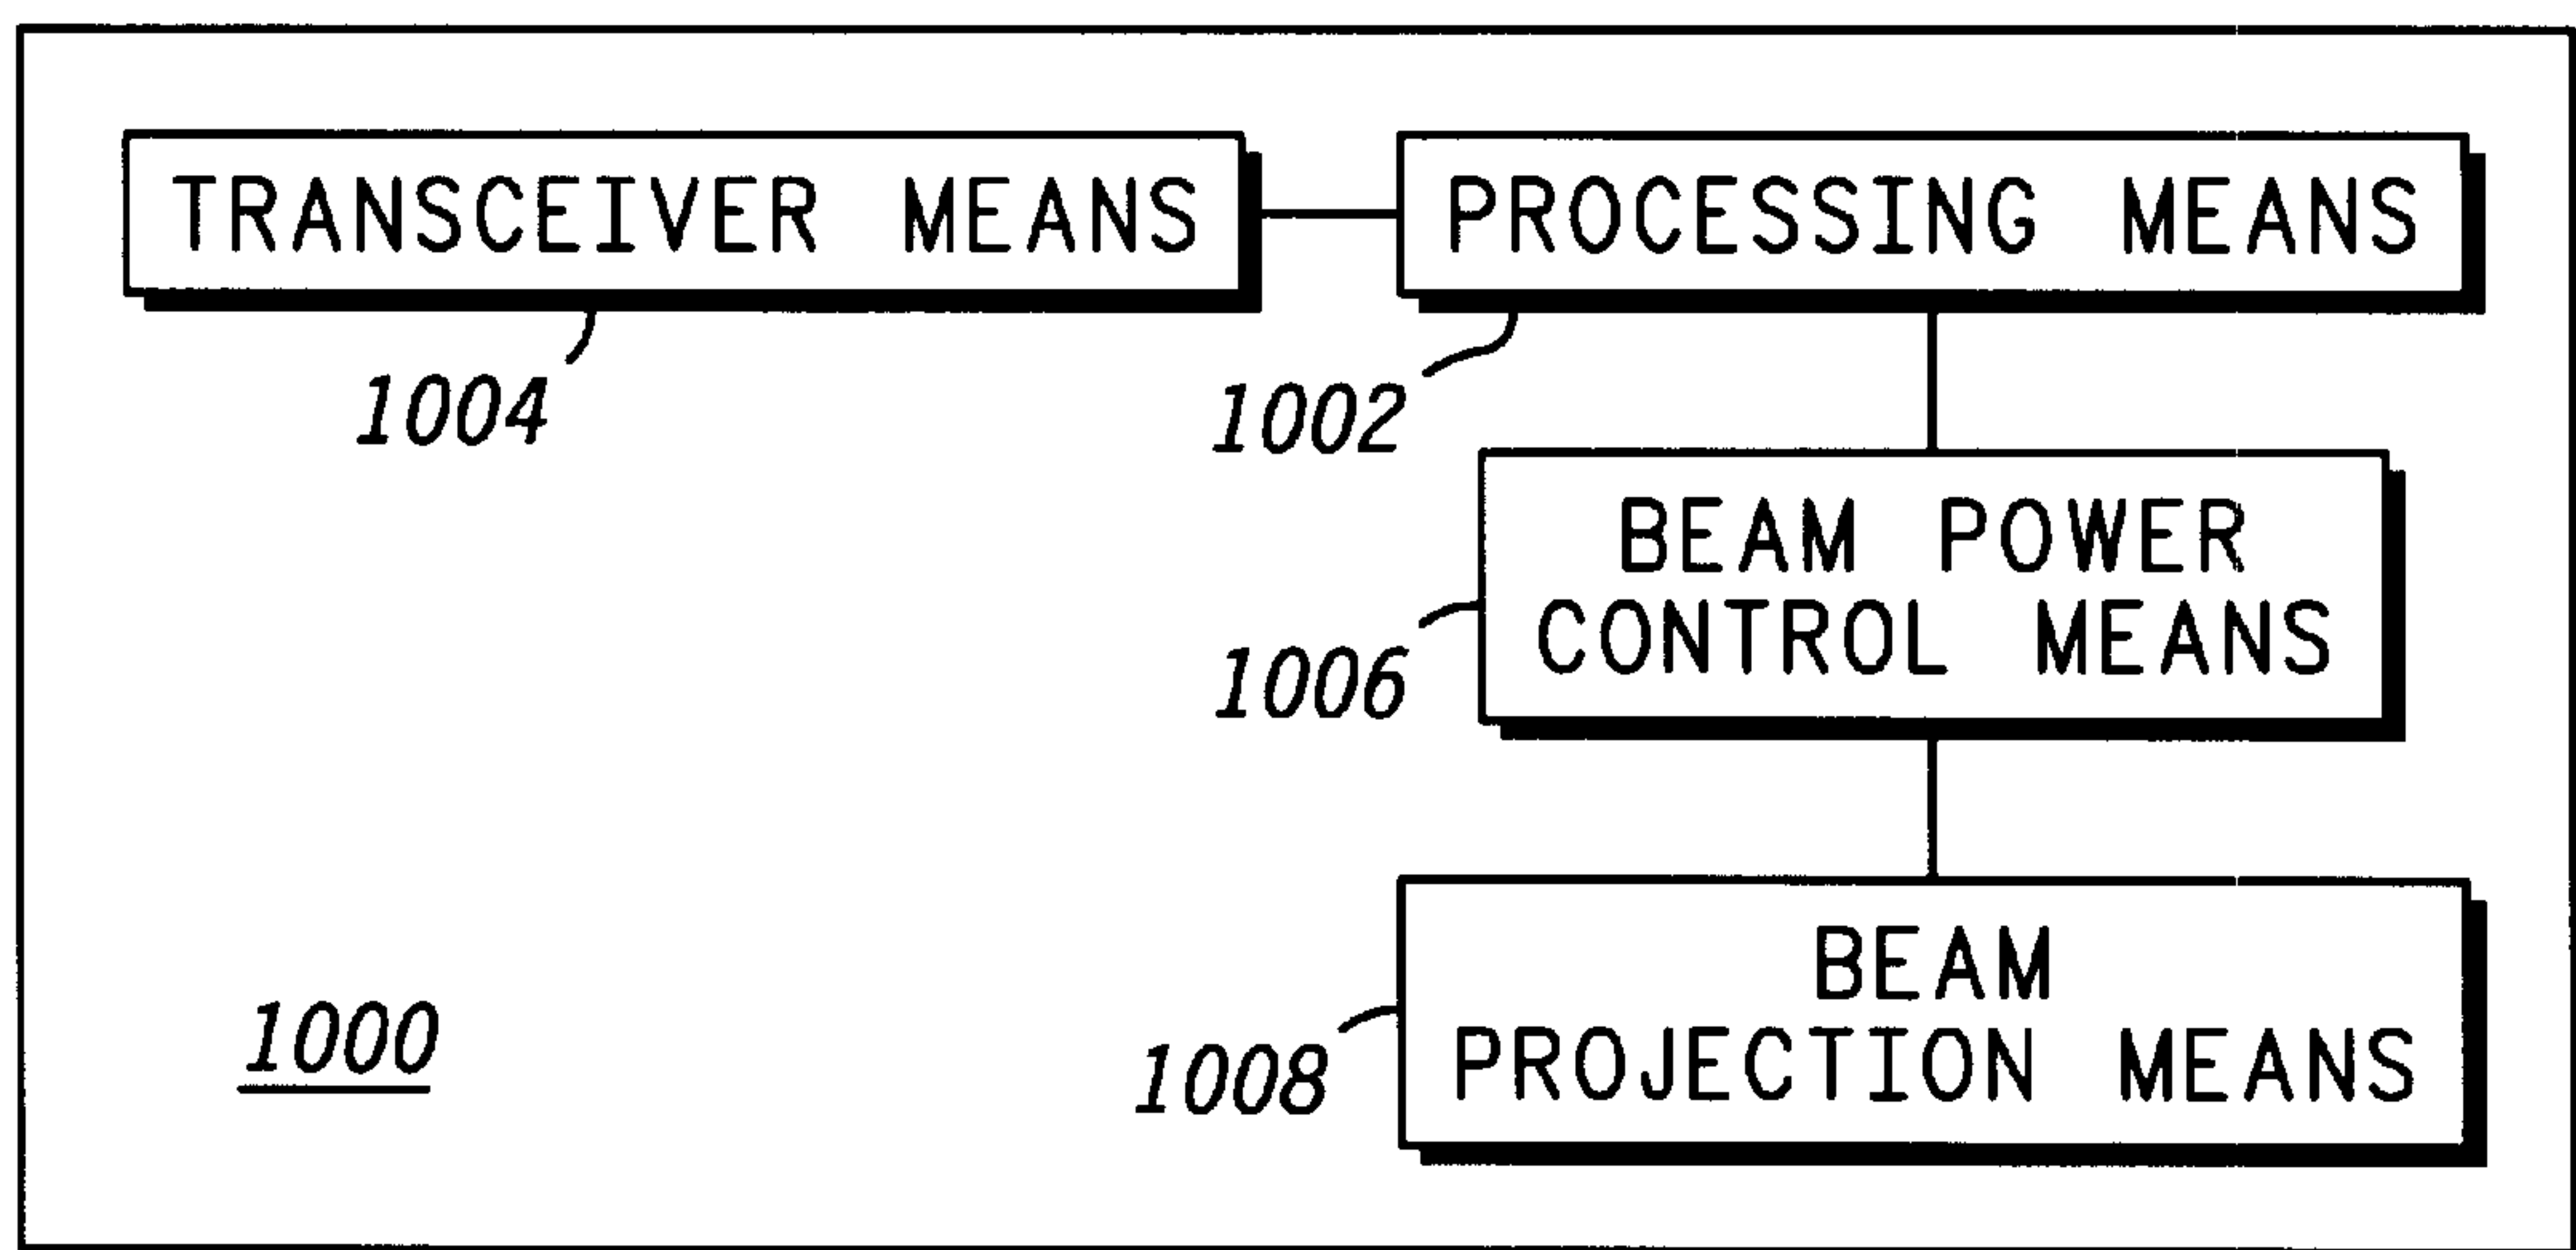 TRANSCEIVER MEANS
PROCESSING MEANS
1004
1002
BEAM POWER
CONTROL MEANS
1006
BEAM
PROJECTION MEANS
1008
1000